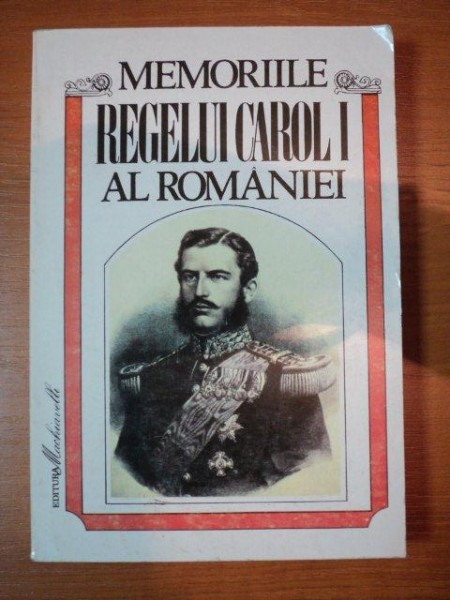 MEMORIILE
REGELUI CAROL I
AL ROMÂNIEI
EDITURA Machiavelli